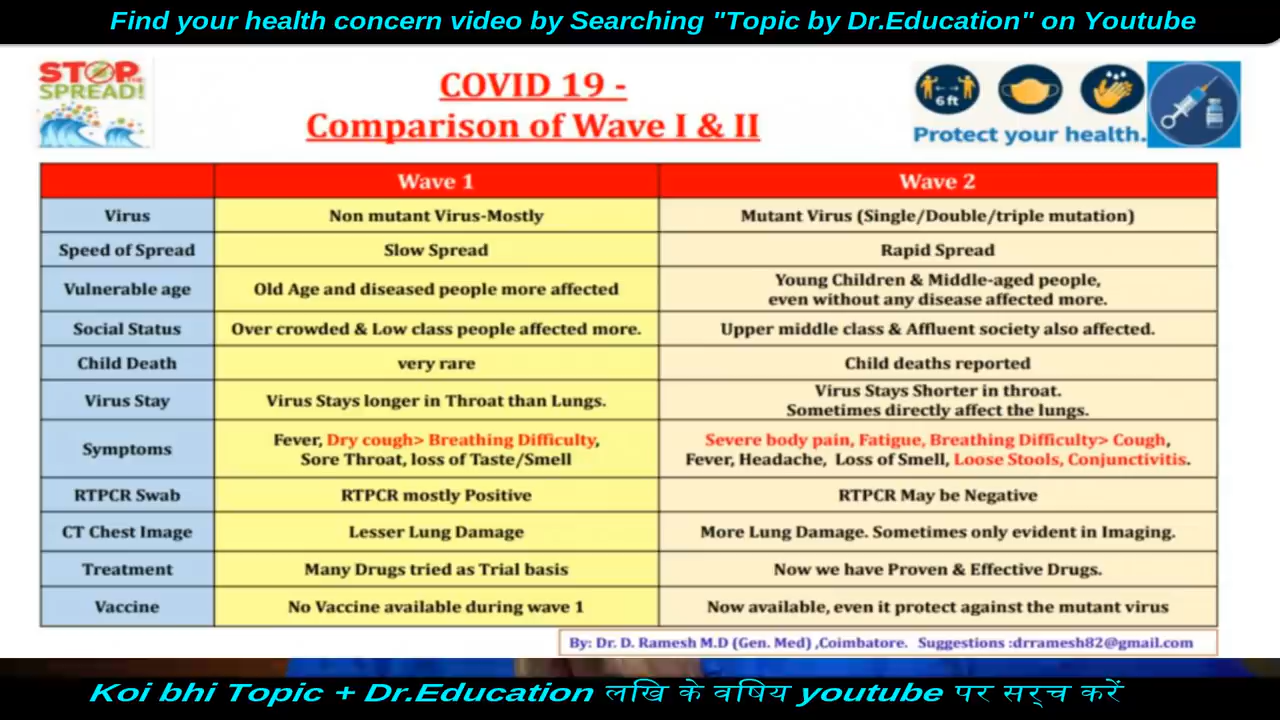 Find your health concern video by Searching "Topic by Dr.Education" on Youtube
STOP THE
SPREAD!
COVID 19 -
Comparison of Wave I & II
6 ft
Protect your health.
Wave 1 Wave 2
Virus Non mutant Virus-Mostly Mutant Virus (Single/Double/triple mutation)
Speed of Spread Slow Spread Rapid Spread
Vulnerable age Old Age and diseased people more affected Young Children & Middle-aged people,
even without any disease affected more.
Social Status Over crowded & Low class people affected more. Upper middle class & Affluent society also affected.
Child Death very rare Child deaths reported
Virus Stay Virus Stays longer in Throat than Lungs. Virus Stays Shorter in throat.
Sometimes directly affect the lungs.
Symptoms Fever, Dry cough> Breathing Difficulty, Severe body pain, Fatigue, Breathing Difficulty> Cough,
Sore Throat, loss of Taste/Smell Fever, Headache, Loss of Smell, Loose Stools, Conjunctivitis.
RTPCR Swab RTPCR mostly Positive RTPCR May be Negative
CT Chest Image Lesser Lung Damage More Lung Damage. Sometimes only evident in Imaging.
Treatment Many Drugs tried as Trial basis Now we have Proven & Effective Drugs.
Vaccine No Vaccine available during wave 1 Now available, even it protect against the mutant virus
By: Dr. D. Ramesh M.D (Gen. Med) ,Coimbatore. Suggestions :drramesh82@gmail.com
Koi bhi Topic + Dr.Education लिख के विषय youtube पर सर्च करें